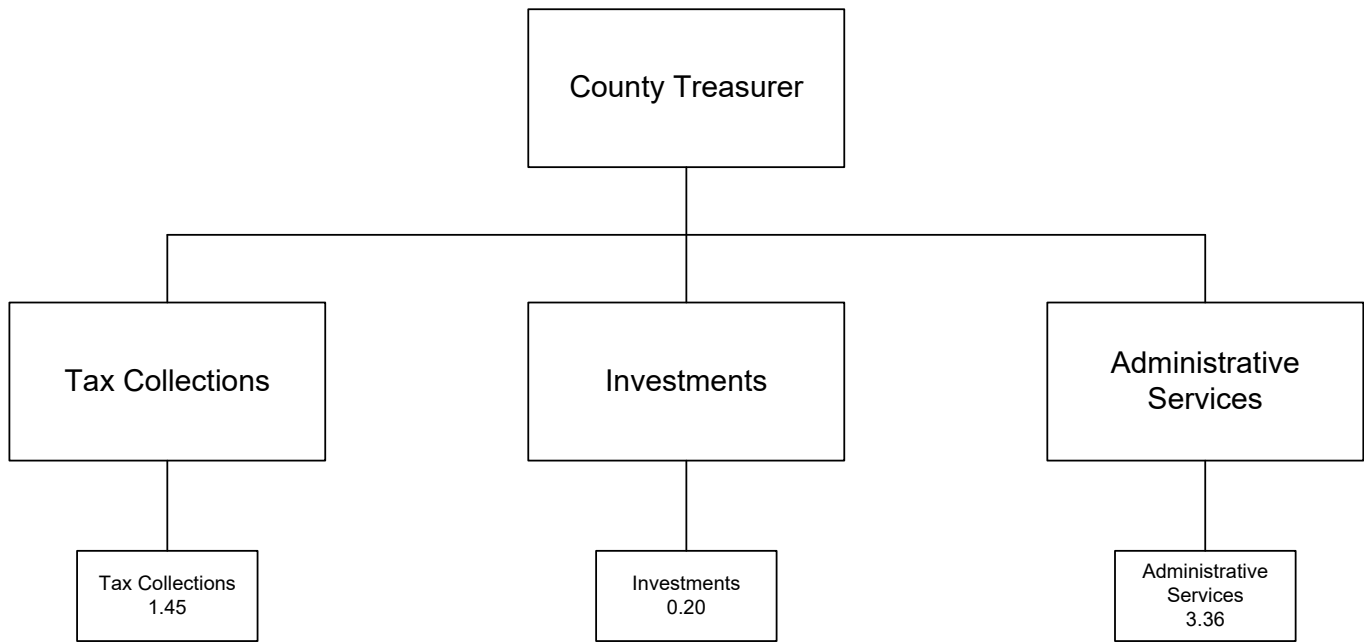 County Treasurer
Tax Collections
Investments
Administrative
Services
Tax Collections
1.45
Investments
0.20
Administrative
Services
3.36